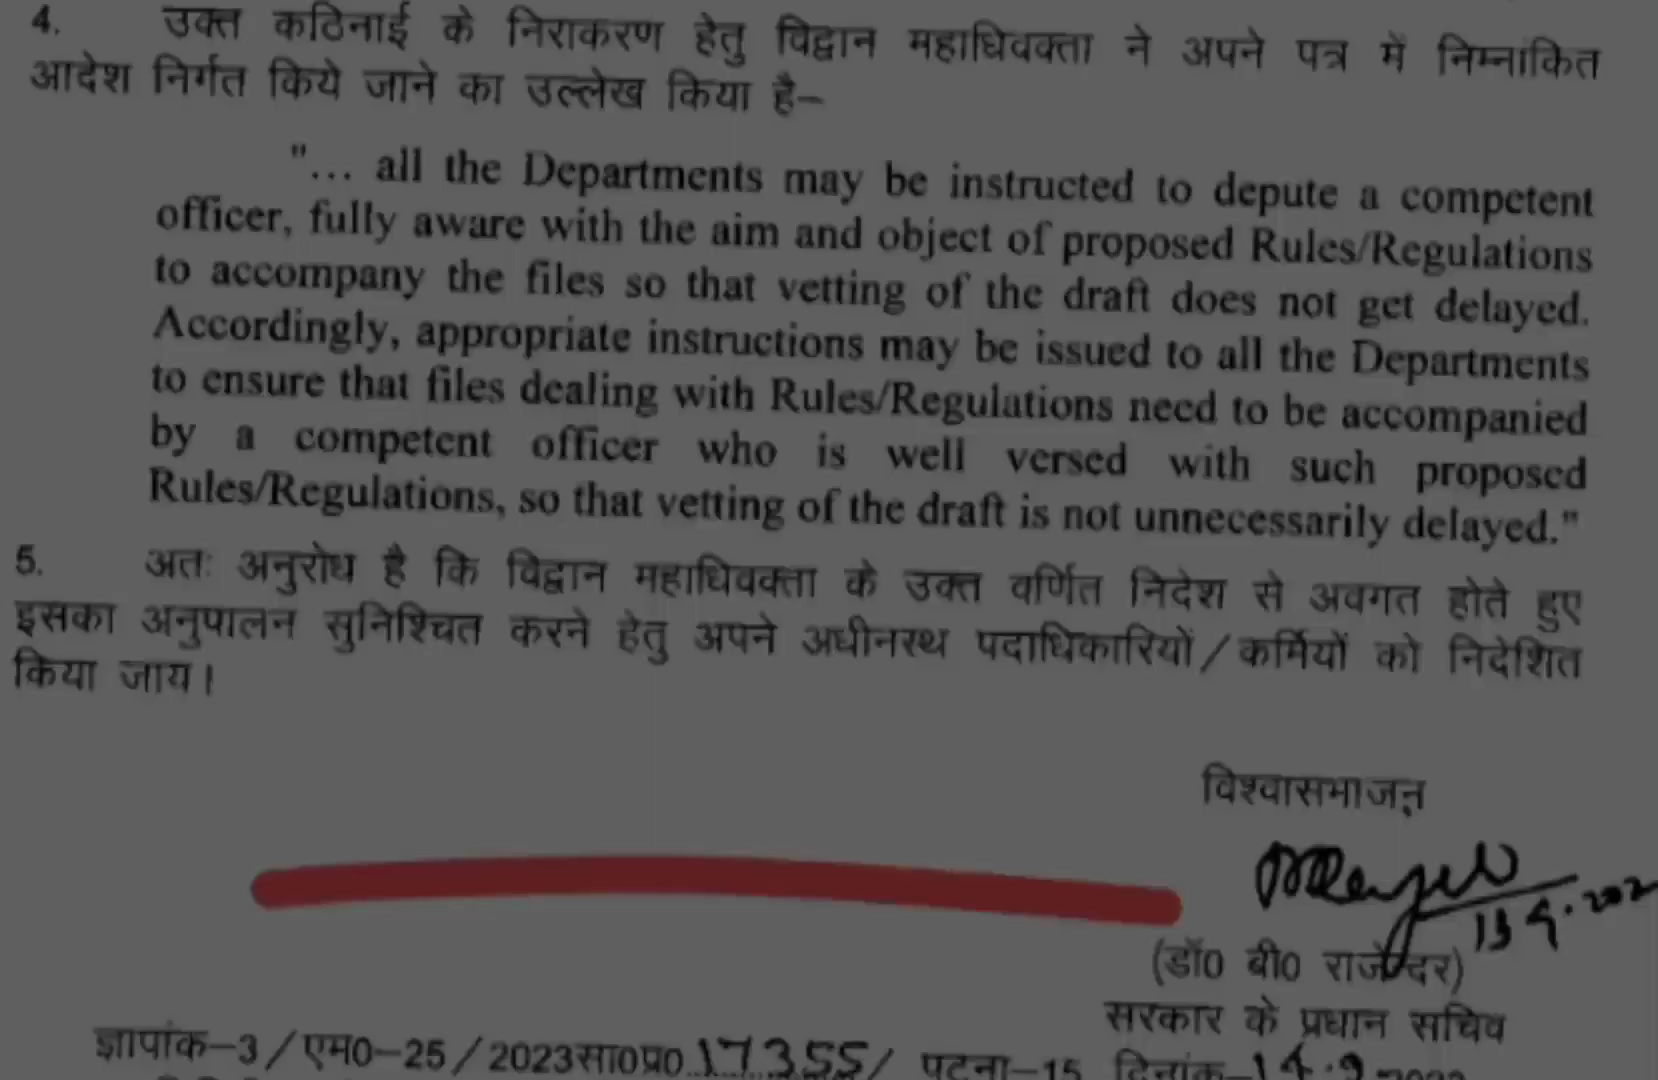 4. उक्त कठिनाई के निराकरण हेतु विद्वान महाधिवक्ता ने अपने पत्र में निम्नांकित
आदेश निर्गत किये जाने का उल्लेख किया है–
"... all the Departments may be instructed to depute a competent
officer, fully aware with the aim and object of proposed Rules/Regulations
to accompany the files so that vetting of the draft does not get delayed.
Accordingly, appropriate instructions may be issued to all the Departments
to ensure that files dealing with Rules/Regulations need to be accompanied
by a competent officer who is well versed with such proposed
Rules/Regulations, so that vetting of the draft is not unnecessarily delayed."
5. अतः अनुरोध है कि विद्वान महाधिवक्ता के उक्त वर्णित निदेश से अवगत होते हुए
इसका अनुपालन सुनिश्चित करने हेतु अपने अधीनस्थ पदाधिकारियों/कर्मियों को निदेशित
किया जाय।
विश्वासभाजन
(डॉ0 बी0 राजेन्दर)
सरकार के प्रधान सचिव
ज्ञापांक–3/एम0–25/2023सा0प्र0 17355/ पटना–15 दिनांक–14.9